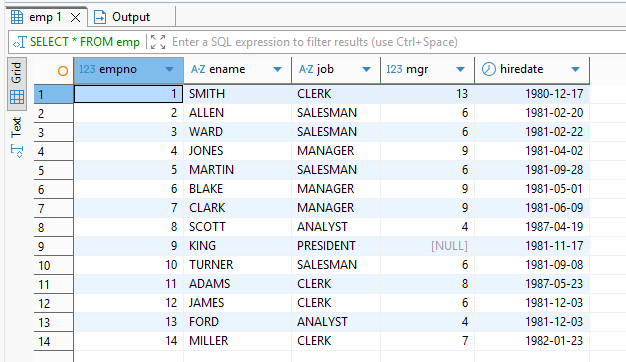 emp 1 Output
SELECT * FROM emp Enter a SQL expression to filter results (use Ctrl+Space)
Grid
Text
123 empno A-Z ename A-Z job 123 mgr hiredate
1 1 SMITH CLERK 13 1980-12-17
2 2 ALLEN SALESMAN 6 1981-02-20
3 3 WARD SALESMAN 6 1981-02-22
4 4 JONES MANAGER 9 1981-04-02
5 5 MARTIN SALESMAN 6 1981-09-28
6 6 BLAKE MANAGER 9 1981-05-01
7 7 CLARK MANAGER 9 1981-06-09
8 8 SCOTT ANALYST 4 1987-04-19
9 9 KING PRESIDENT [NULL] 1981-11-17
10 10 TURNER SALESMAN 6 1981-09-08
11 11 ADAMS CLERK 8 1987-05-23
12 12 JAMES CLERK 6 1981-12-03
13 13 FORD ANALYST 4 1981-12-03
14 14 MILLER CLERK 7 1982-01-23